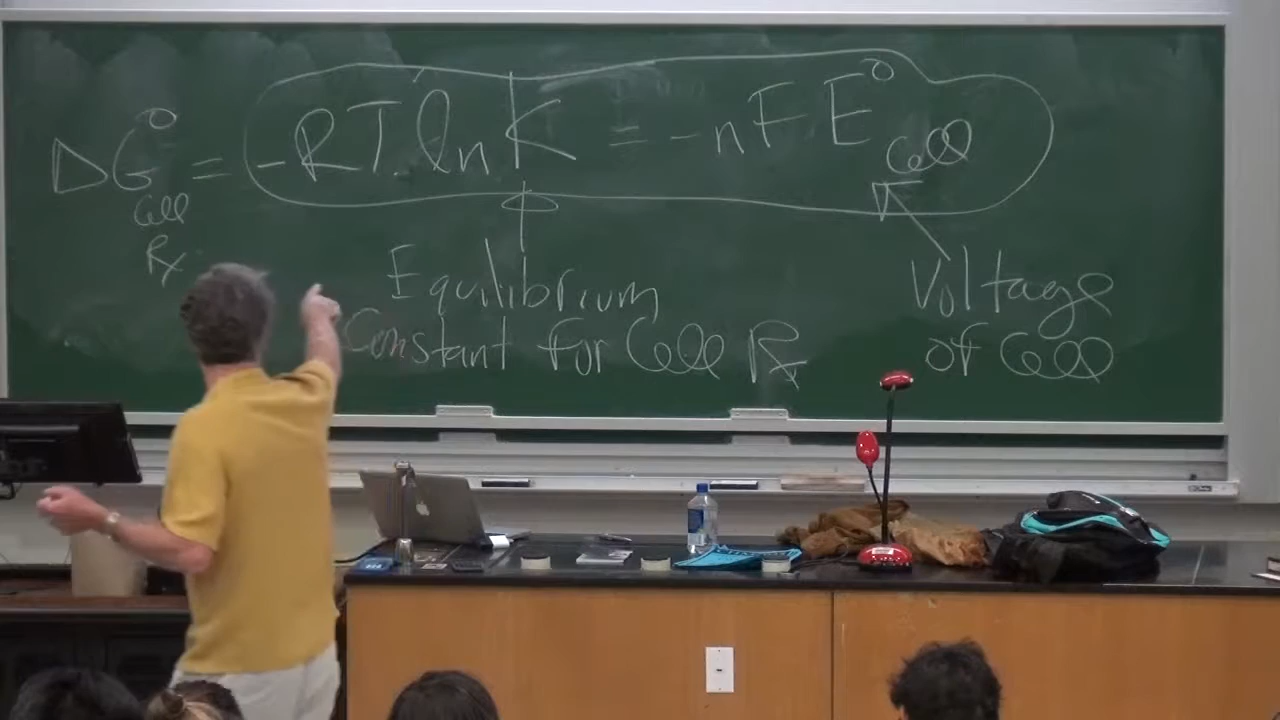 ΔG° cell Rx = -RT ln K = -nFE° cell
Equilibrium
Constant for Cell Rx
Voltage
of Cell